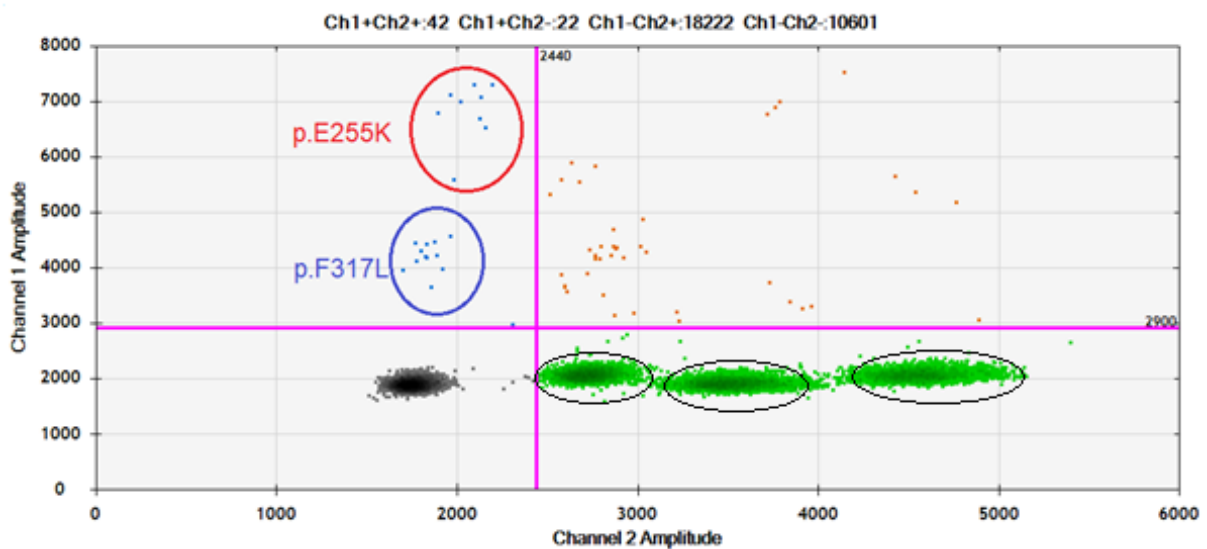 Ch1+Ch2+:42 Ch1+Ch2-:22 Ch1-Ch2+:18222 Ch1-Ch2-:10601
8000
2440
7000
p.E255K
6000
5000
Channel 1 Amplitude
4000
p.F317L
3000
2900
2000
1000
0
0 1000 2000 3000 4000 5000 6000
Channel 2 Amplitude